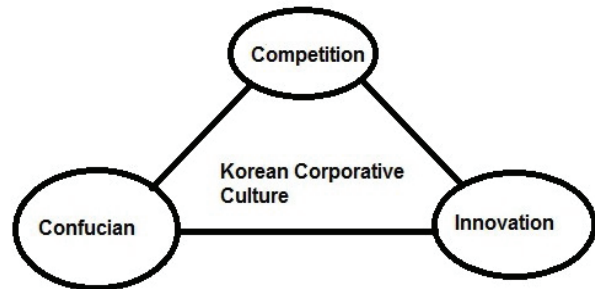 Competition
Korean Corporative
Culture
Confucian
Innovation